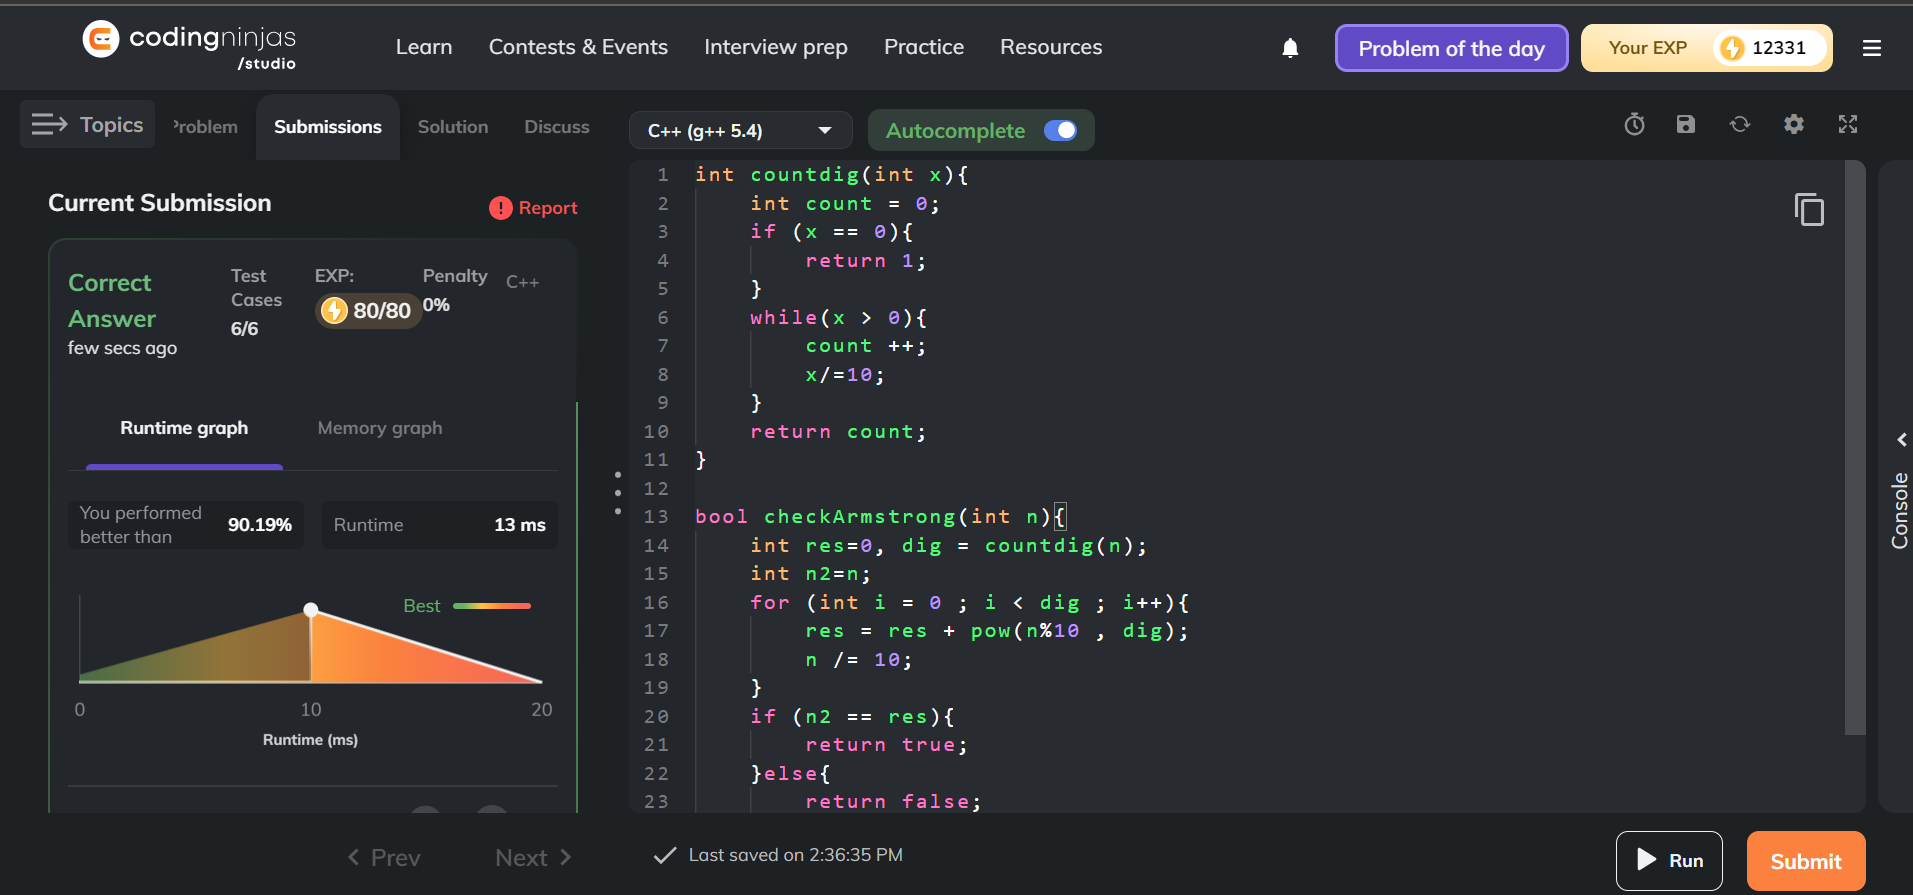 codingninjas
/studio
Learn
Contests & Events
Interview prep
Practice
Resources
Problem of the day
Your EXP
12331
Topics
Problem
Submissions
Solution
Discuss
C++ (g++ 5.4)
Autocomplete
Current Submission
Report
Correct
Answer
few secs ago
Test
Cases
6/6
EXP:
80/80
Penalty
0%
C++
Runtime graph
Memory graph
You performed
better than
90.19%
Runtime
13 ms
Best
0
10
20
Runtime (ms)
Prev
Next
1 int countdig(int x){
2     int count = 0;
3     if (x == 0){
4         return 1;
5     }
6     while(x > 0){
7         count ++;
8         x/=10;
9     }
10     return count;
11 }
12
13 bool checkArmstrong(int n){
14     int res=0, dig = countdig(n);
15     int n2=n;
16     for (int i = 0 ; i < dig ; i++){
17         res = res + pow(n%10 , dig);
18         n /= 10;
19     }
20     if (n2 == res){
21         return true;
22     }else{
23         return false;
Console
Last saved on 2:36:35 PM
Run
Submit